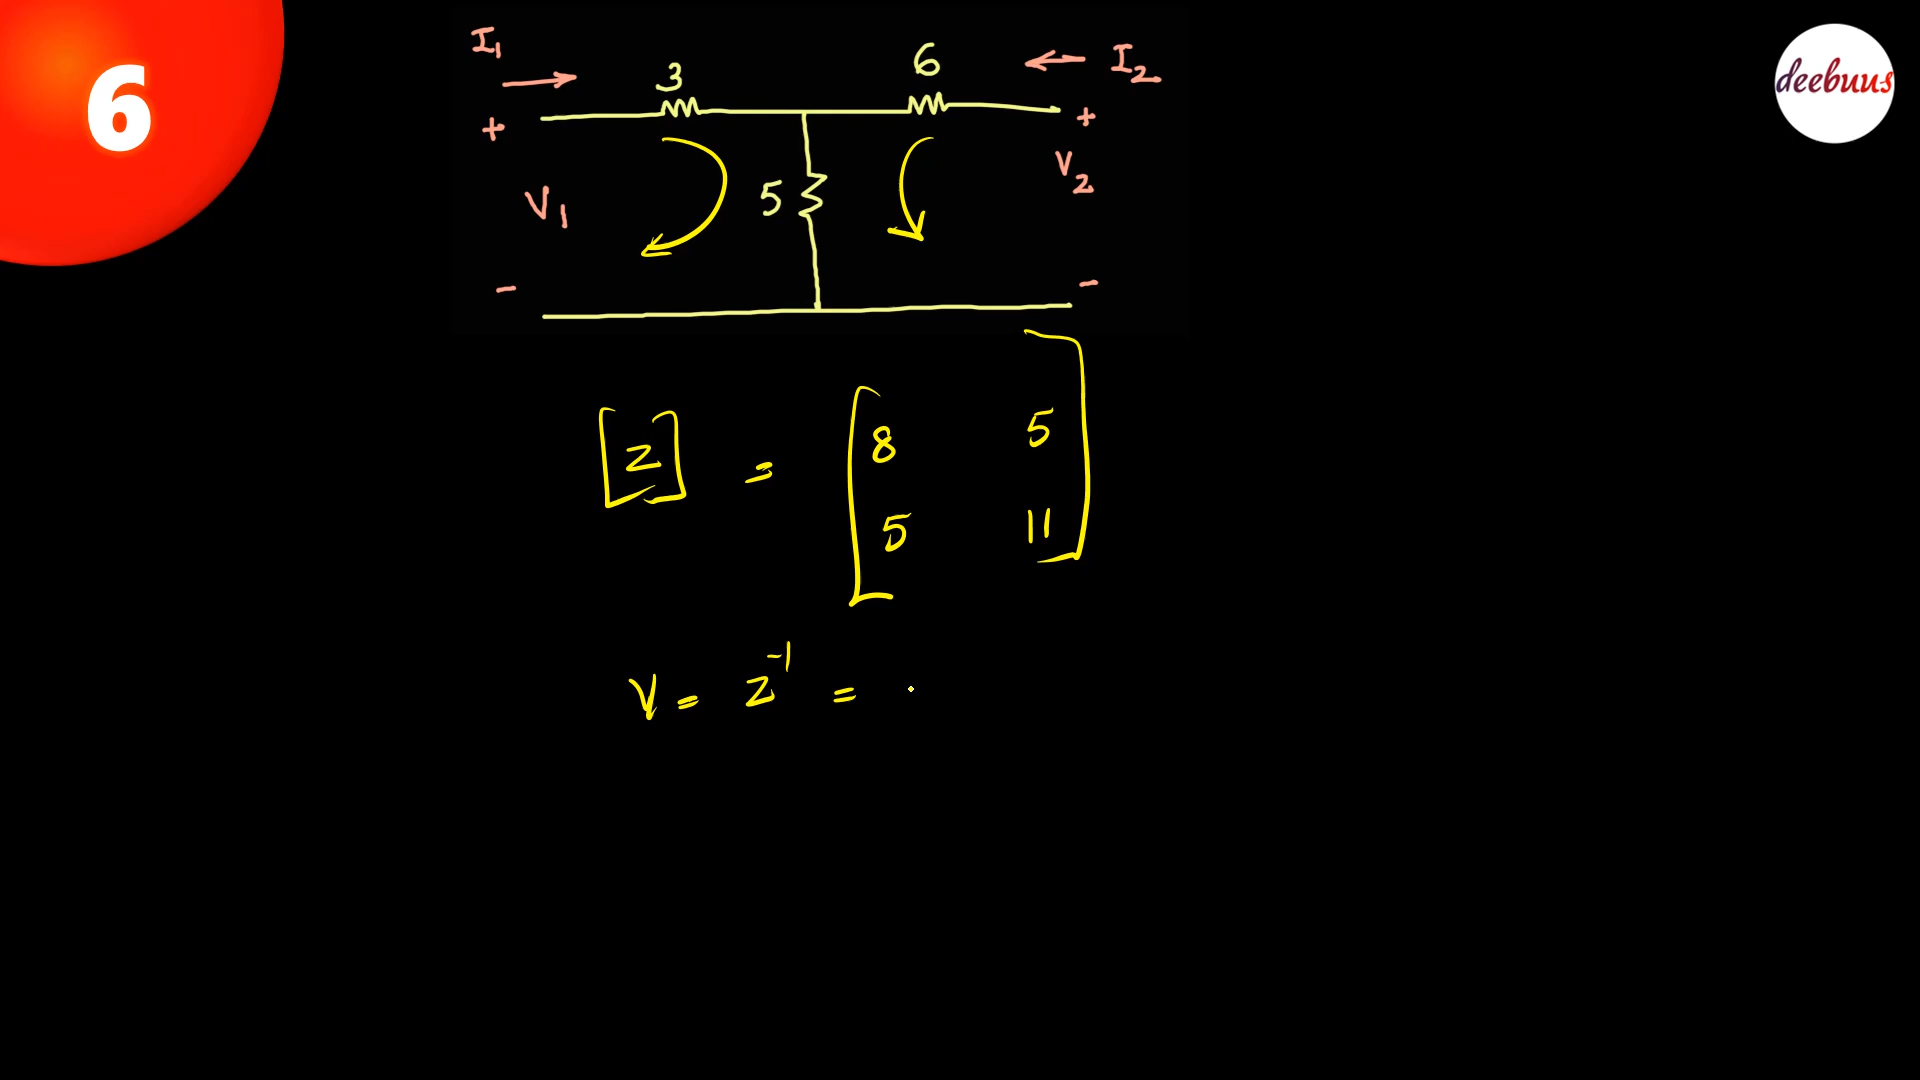 6
deebuus
I1 3 6 I2
+ +
V1 5 V2
- -
[Z] = [8 5
5 11]
Y = Z^-1 =